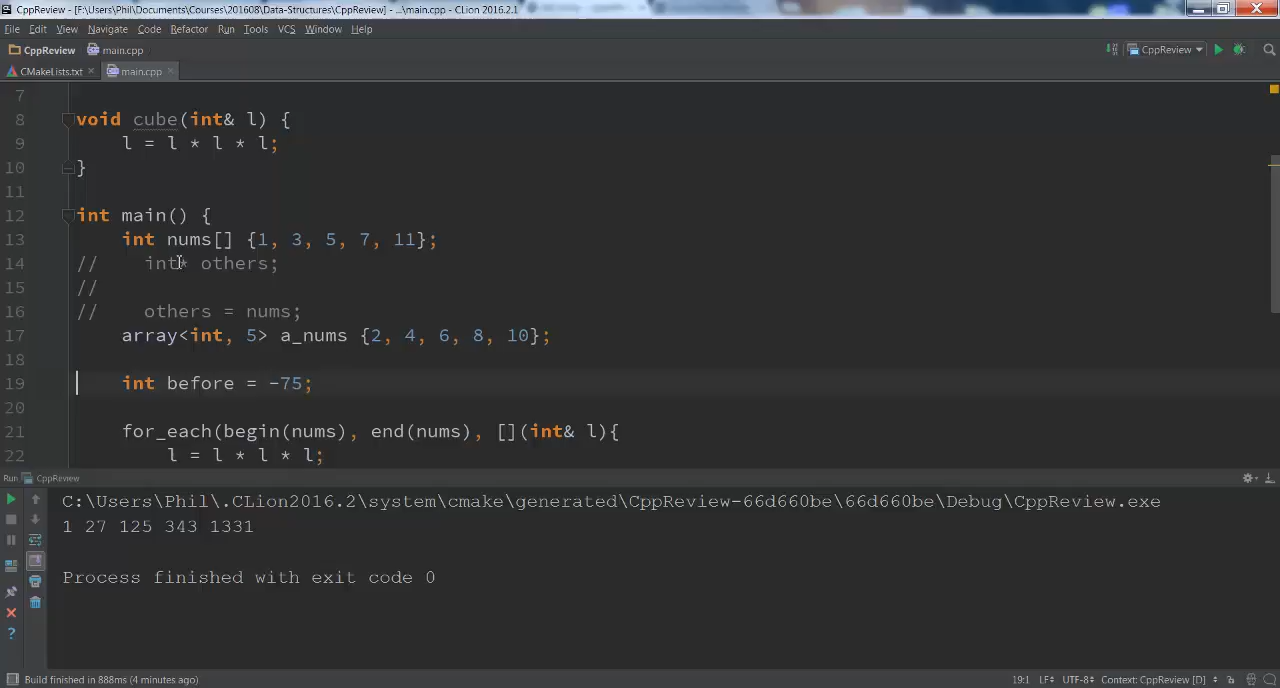 CppReview - [F:\Users\Phil\Documents\Courses\201608\Data-Structures\CppReview] - ...\main.cpp - CLion 2016.2.1
File Edit View Navigate Code Refactor Run Tools VCS Window Help
CppReview main.cpp CppReview
CMakeLists.txt × main.cpp ×
7
8 void cube(int& l) {
9 l = l * l * l;
10 }
11
12 int main() {
13 int nums[] {1, 3, 5, 7, 11};
14 // int* others;
15 //
16 // others = nums;
17 array<int, 5> a_nums {2, 4, 6, 8, 10};
18
19 int before = -75;
20
21 for_each(begin(nums), end(nums), [](int& l){
22 l = l * l * l;
Run CppReview
C:\Users\Phil\.CLion2016.2\system\cmake\generated\CppReview-66d660be\66d660be\Debug\CppReview.exe
1 27 125 343 1331
Process finished with exit code 0
Build finished in 888ms (4 minutes ago) 19:1 LF UTF-8 Context: CppReview [D]